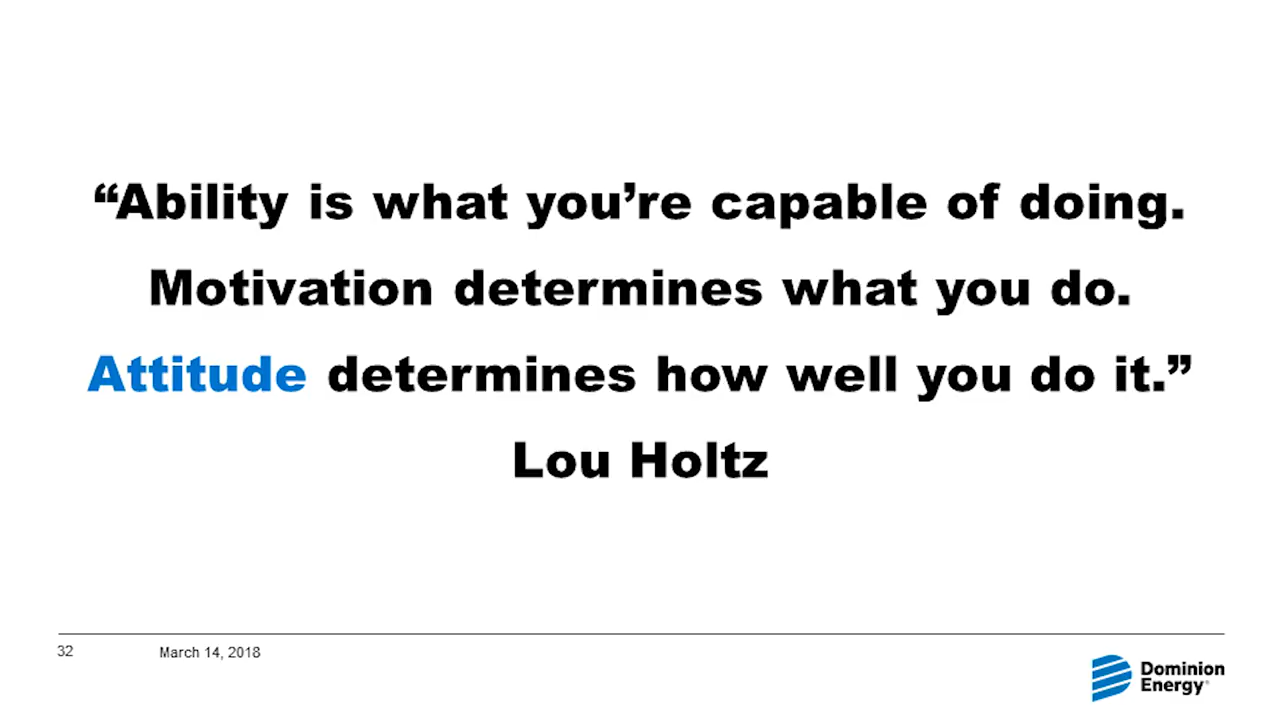 “Ability is what you’re capable of doing.
Motivation determines what you do.
Attitude determines how well you do it.”
Lou Holtz
32
March 14, 2018
Dominion
Energy®